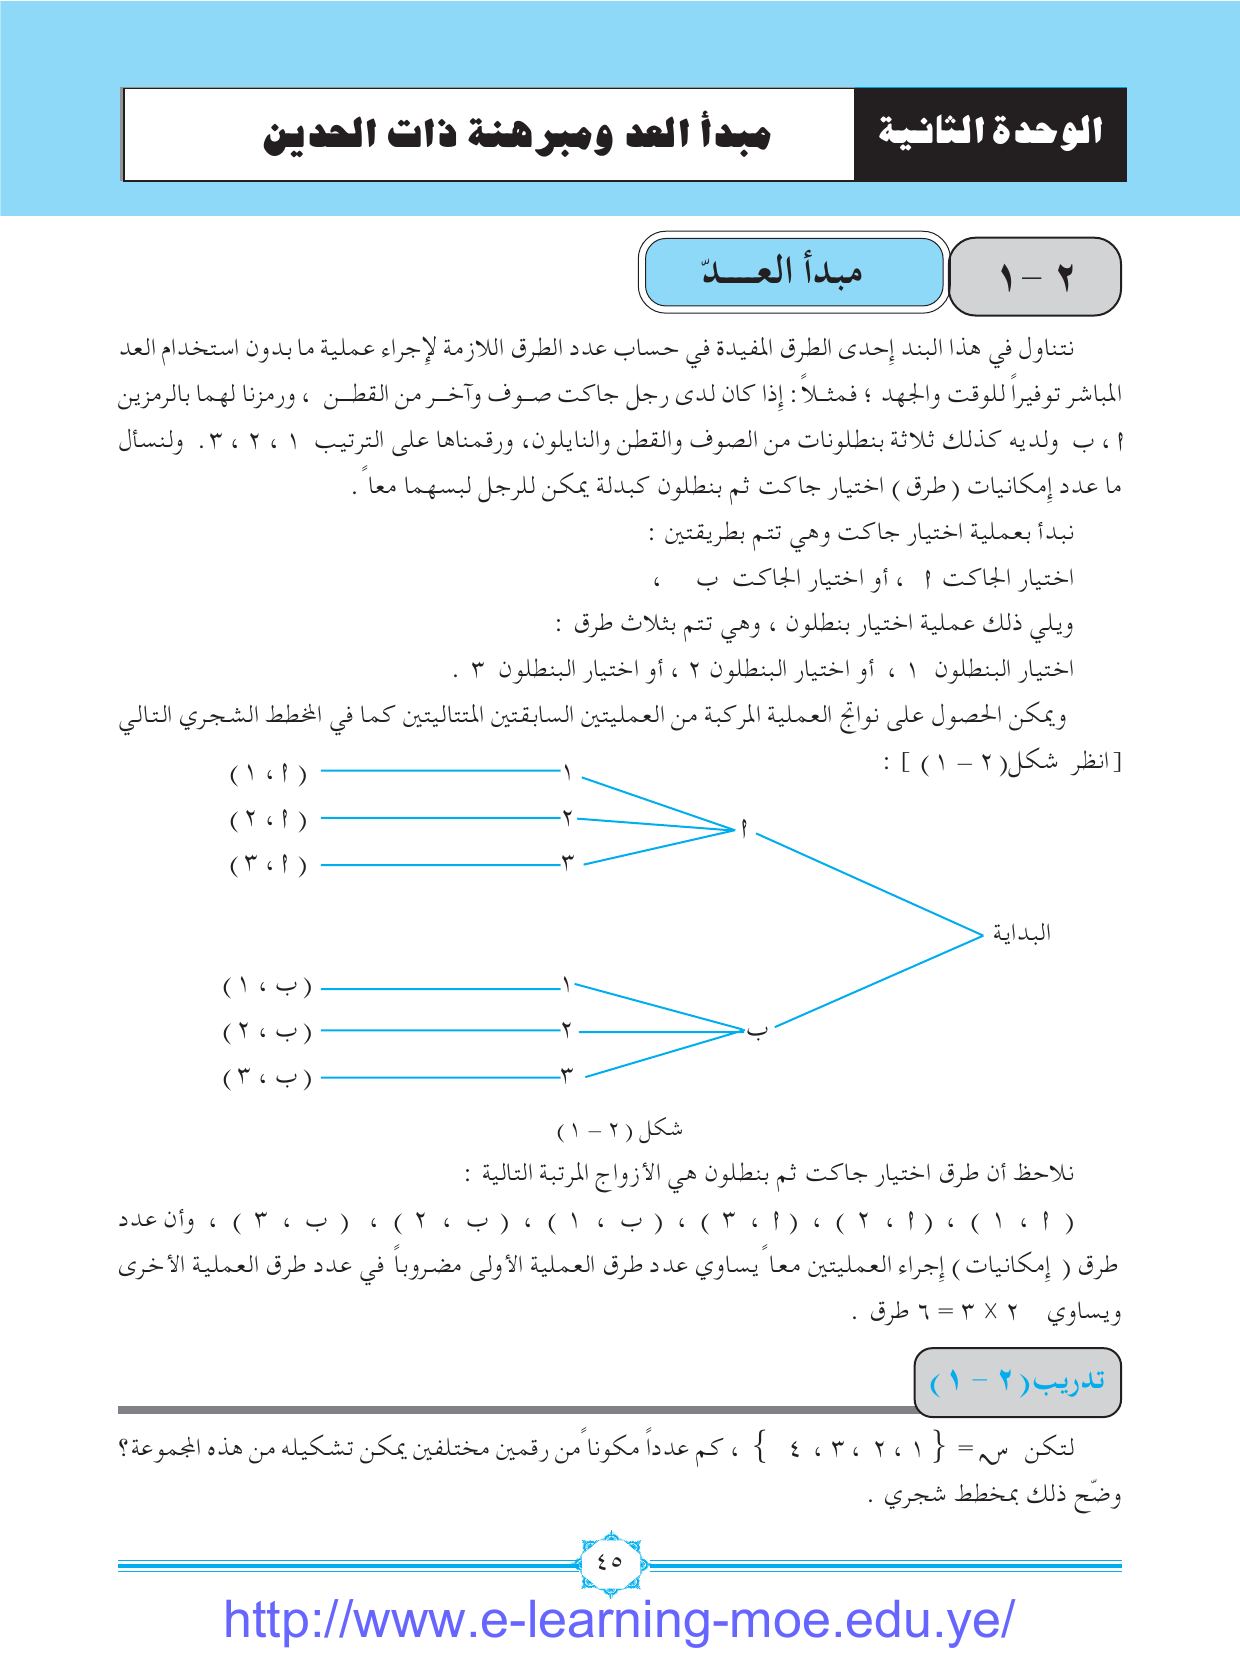 الوحدة الثانية
مبدأ العد ومبرهنة ذات الحدين
٢ – ١
مبدأ العــــدّ
نتناول في هذا البند إحدى الطرق المفيدة في حساب عدد الطرق اللازمة لإجراء عملية ما بدون استخدام العد
المباشر توفيراً للوقت والجهد ؛ فمثـلاً : إذا كان لدى رجل جاكت صـوف وآخـر من القطـن ، ورمزنا لهما بالرمزين
أ ، ب ولديه كذلك ثلاثة بنطلونات من الصوف والقطن والنايلون، ورقمناها على الترتيب ١ ، ٢ ، ٣ . ولنسأل
ما عدد إمكانيات ( طرق ) اختيار جاكت ثم بنطلون كبدلة يمكن للرجل لبسهما معاً .
نبدأ بعملية اختيار جاكت وهي تتم بطريقتين :
اختيار الجاكت أ ، أو اختيار الجاكت ب ،
ويلي ذلك عملية اختيار بنطلون ، وهي تتم بثلاث طرق :
اختيار البنطلون ١ ، أو اختيار البنطلون ٢ ، أو اختيار البنطلون ٣ .
ويمكن الحصول على نواتج العملية المركبة من العمليتين السابقتين المتتاليتين كما في المخطط الشجري التالي
[ انظر شكل( ٢ – ١ ) ] :
١ ( أ ، ١ )
٢ ( أ ، ٢ )
أ
٣ ( أ ، ٣ )
البداية
١ ( ب ، ١ )
ب ٢ ( ب ، ٢ )
٣ ( ب ، ٣ )
شكل ( ٢ – ١ )
نلاحظ أن طرق اختيار جاكت ثم بنطلون هي الأزواج المرتبة التالية :
( أ ، ١ ) ، ( أ ، ٢ ) ، ( أ ، ٣ ) ، ( ب ، ١ ) ، ( ب ، ٢ ) ، ( ب ، ٣ ) ، وأن عدد
طرق ( إمكانيات ) إجراء العمليتين معاً يساوي عدد طرق العملية الأولى مضروباً في عدد طرق العملية الأخرى
ويساوي ٢ × ٣ = ٦ طرق .
تدريب( ٢ – ١ )
لتكن س = { ١ ، ٢ ، ٣ ، ٤ } ، كم عدداً مكوناً من رقمين مختلفين يمكن تشكيله من هذه المجموعة؟
وضّح ذلك بمخطط شجري .
٤٥
http://www.e-learning-moe.edu.ye/